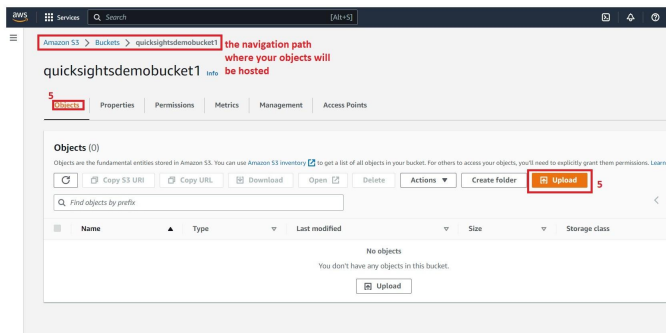 aws Services Search [Alt+S]
Amazon S3 > Buckets > quicksightsdemobucket1
the navigation path
where your objects will
be hosted
quicksightsdemobucket1 Info
5
Objects Properties Permissions Metrics Management Access Points
Objects (0)
Objects are the fundamental entities stored in Amazon S3. You can use Amazon S3 inventory to get a list of all objects in your bucket. For others to access your objects, you'll need to explicitly grant them permissions. Learn
Copy S3 URI Copy URL Download Open Delete Actions ▼ Create folder Upload 5
Find objects by prefix
Name Type Last modified Size Storage class
No objects
You don't have any objects in this bucket.
Upload